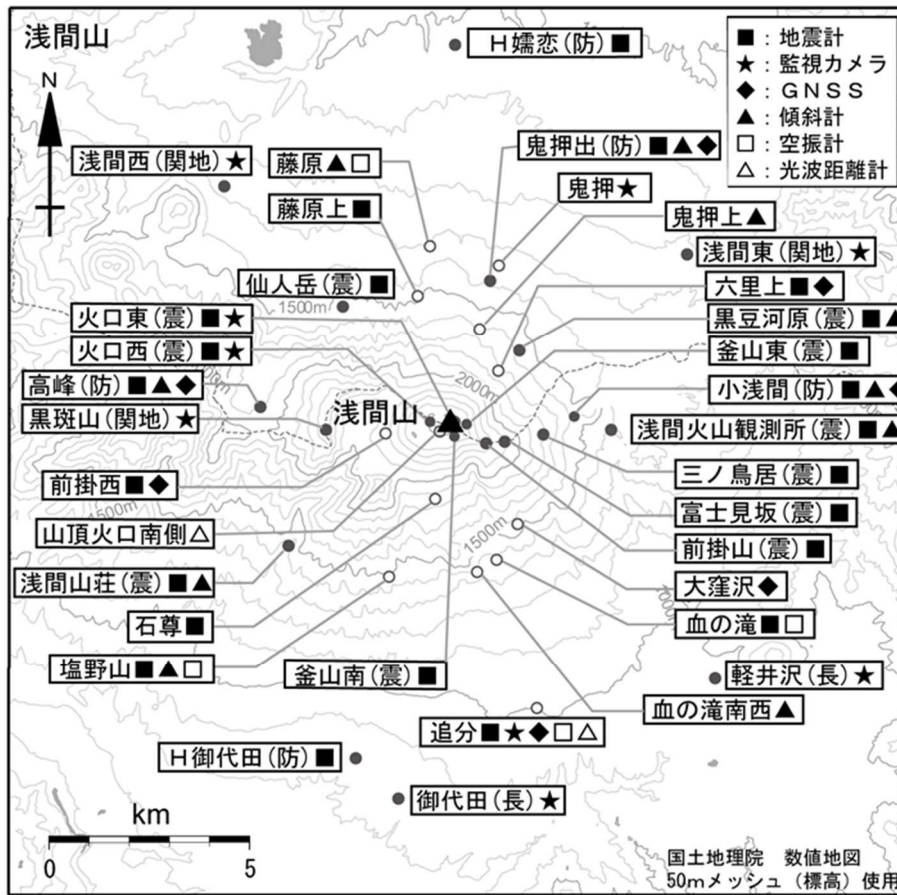 浅間山
N
■：地震計
★：監視カメラ
◆：ＧＮＳＳ
▲：傾斜計
□：空振計
△：光波距離計
Ｈ嬬恋(防)■
浅間西(関地)★
藤原▲□
鬼押出(防)■▲◆
鬼押★
藤原上■
鬼押上▲
浅間東(関地)★
仙人岳(震)■
1500m
六里上■◆
火口東(震)■★
黒豆河原(震)■▲
火口西(震)■★
釜山東(震)■
2000m
高峰(防)■▲◆
小浅間(防)■▲◆
黒斑山(関地)★
浅間山
浅間火山観測所(震)■▲
三ノ鳥居(震)■
前掛西■◆
1500m
富士見坂(震)■
山頂火口南側△
1500m
前掛山(震)■
浅間山荘(震)■▲
大窪沢◆
石尊■
血の滝■□
塩野山■▲□
釜山南(震)■
軽井沢(長)★
血の滝南西▲
追分■★◆□△
Ｈ御代田(防)■
御代田(長)★
km
0 5
国土地理院　数値地図
50mメッシュ（標高）使用